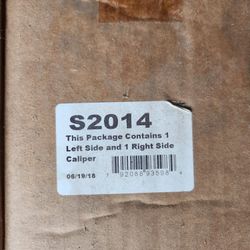 S2014
This Package Contains 1
Left Side and 1 Right Side
Caliper
06/19/18